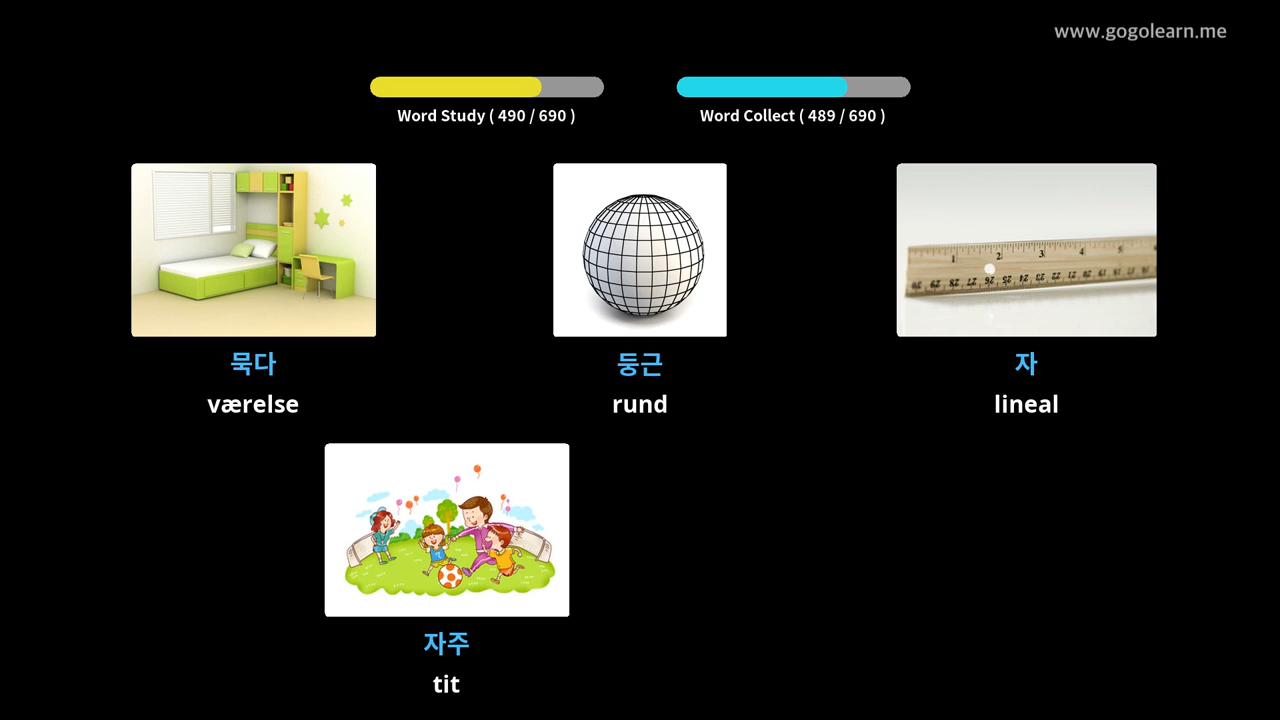 www.gogolearn.me
Word Study ( 490 / 690 )
Word Collect ( 489 / 690 )
묵다
værelse
둥근
rund
자
lineal
자주
tit